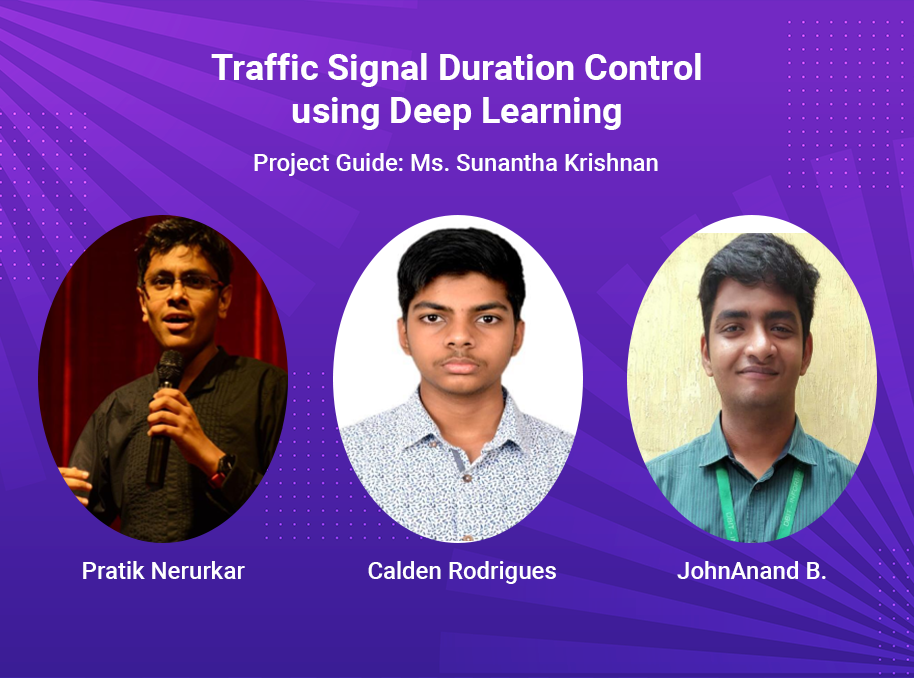 Traffic Signal Duration Control
using Deep Learning
Project Guide: Ms. Sunantha Krishnan
Pratik Nerurkar
Calden Rodrigues
JohnAnand B.